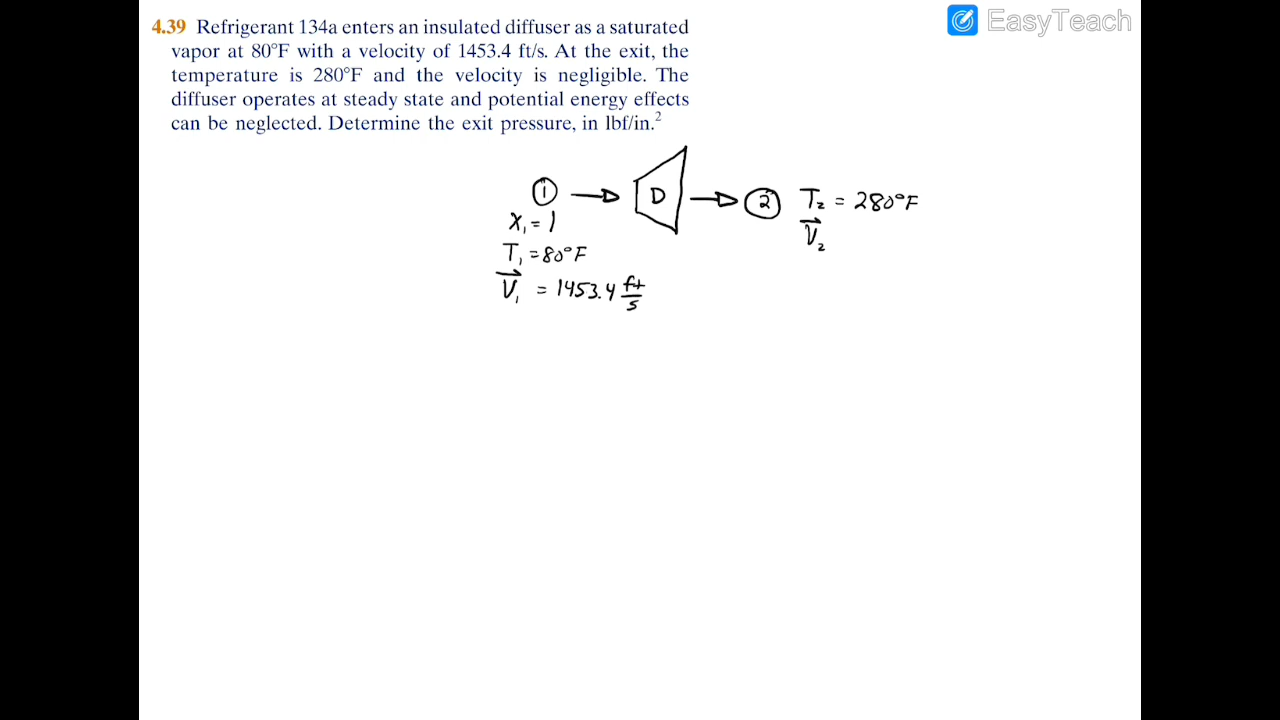 EasyTeach
4.39 Refrigerant 134a enters an insulated diffuser as a saturated
vapor at 80°F with a velocity of 1453.4 ft/s. At the exit, the
temperature is 280°F and the velocity is negligible. The
diffuser operates at steady state and potential energy effects
can be neglected. Determine the exit pressure, in lbf/in.²
① → D → ② T₂ = 280°F
x₁ = 1 V⃗₂
T₁ = 80°F
V⃗₁ = 1453.4 ft/s